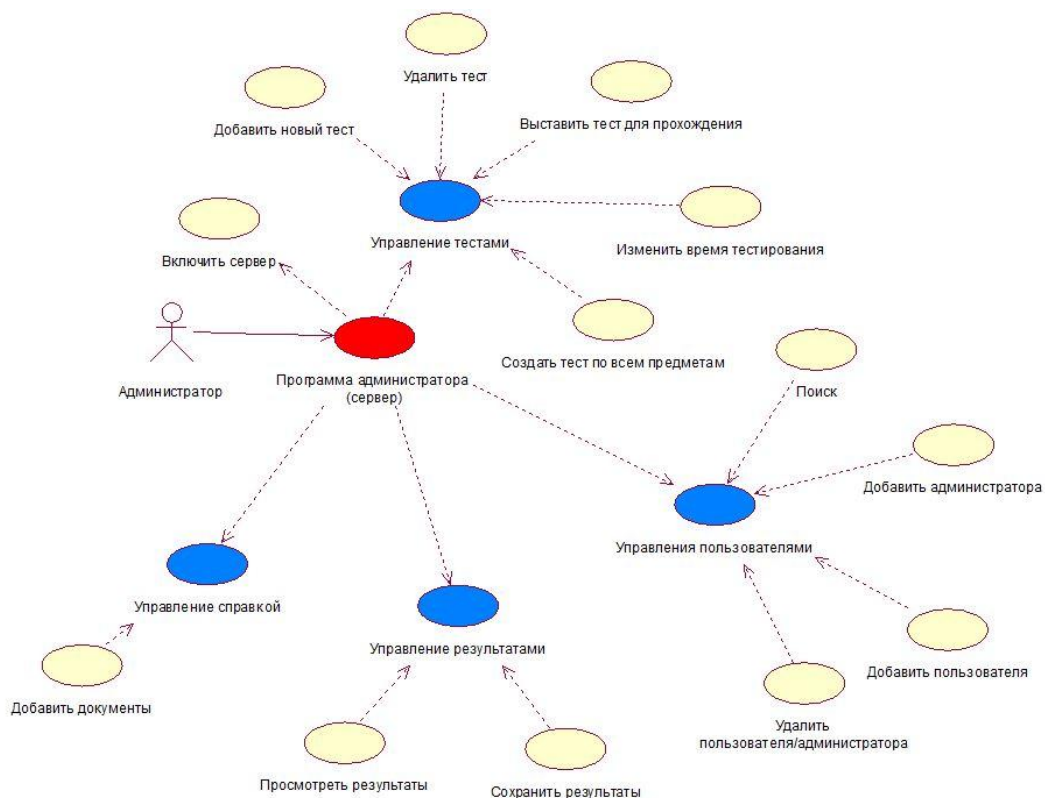 Удалить тест
Добавить новый тест
Выставить тест для прохождения
Управление тестами
Изменить время тестирования
Включить сервер
Создать тест по всем предметам
Администратор
Программа администратора
(сервер)
Поиск
Добавить администратора
Управления пользователями
Управление справкой
Управление результатами
Добавить документы
Добавить пользователя
Удалить
пользователя/администратора
Просмотреть результаты
Сохранить результаты